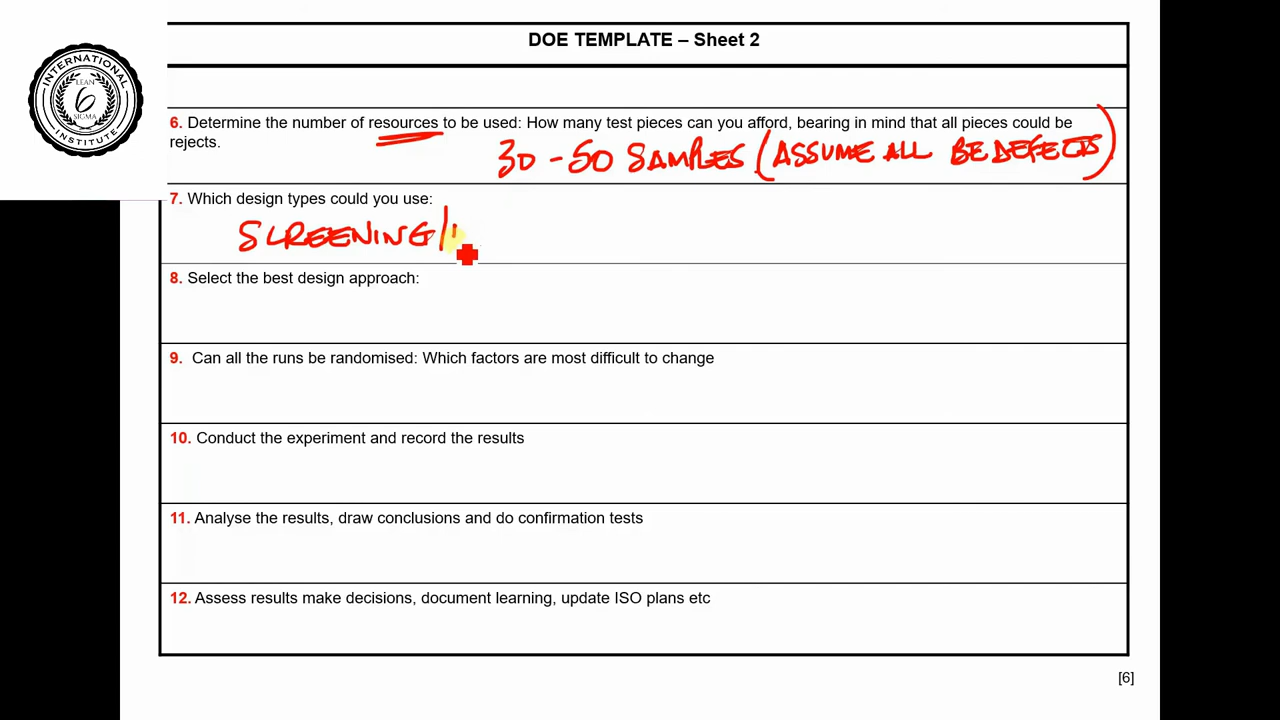 INTERNATIONAL
LEAN
6
SIGMA
INSTITUTE
DOE TEMPLATE – Sheet 2
6. Determine the number of resources to be used: How many test pieces can you afford, bearing in mind that all pieces could be
rejects.
30 - 50 SAMPLES (ASSUME ALL BE DEFECTS)
7. Which design types could you use:
SCREENING/
8. Select the best design approach:
9. Can all the runs be randomised: Which factors are most difficult to change
10. Conduct the experiment and record the results
11. Analyse the results, draw conclusions and do confirmation tests
12. Assess results make decisions, document learning, update ISO plans etc
[6]